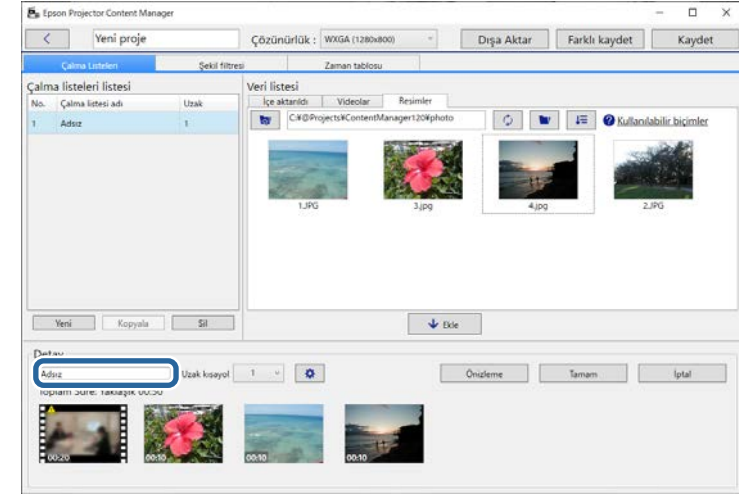 Epson Projector Content Manager
Yeni proje
Çözünürlük : WXGA (1280x800)
Dışa Aktar
Farklı kaydet
Kaydet
Çalma Listeleri
Şekil filtresi
Zaman tablosu
Çalma listeleri listesi
No. Çalma listesi adı Uzak
1 Adsız 1
Yeni
Kopyala
Sil
Veri listesi
İçe aktarıldı
Videolar
Resimler
C:¥@Projects¥ContentManager120¥photo
Kullanılabilir biçimler
1.JPG
3.jpg
4.jpg
2.JPG
Ekle
Detay
Adsız
Uzak kısayol 1
Önizleme
Tamam
İptal
Toplam Süre: Yaklaşık 00:50
00:20
00:10
00:10
00:10